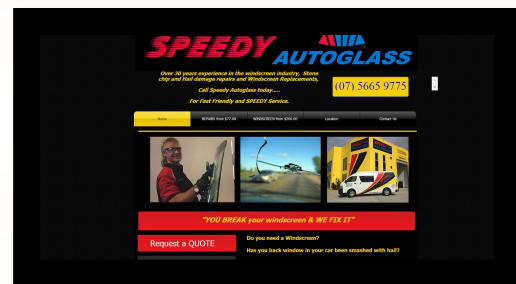 SPEEDY
AUTOGLASS
Over 30 years experience in the windscreen industry, Stone
chip and Hail damage repairs and Windscreen Replacements,
Call Speedy Autoglass today.....
For Fast Friendly and SPEEDY Service.
(07) 5665 9775
Home REPAIRS from $77.00 WINDSCREEN from $200.00 Location Contact Us
"YOU BREAK your windscreen & WE FIX IT"
Request a QUOTE
Do you need a Windscreen?
Has you back window in your car been smashed with hail?